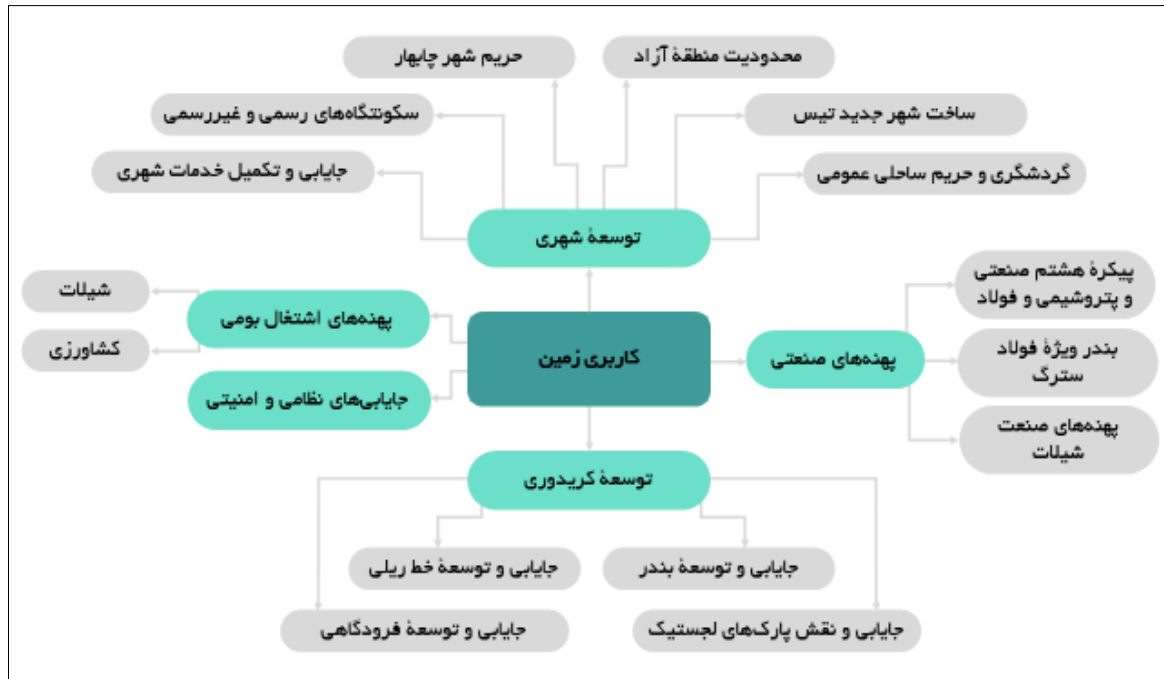 محدودیت منطقهٔ آزاد
حریم شهر چابهار
ساخت شهر جدید تیس
سکونتگاه‌های رسمی و غیررسمی
گردشگری و حریم ساحلی عمومی
جایابی و تکمیل خدمات شهری
توسعهٔ شهری
پیکرهٔ هشتم صنعتی
و پتروشیمی و فولاد
شیلات
پهنه‌های اشتغال بومی
کشاورزی
کاربری زمین
پهنه‌های صنعتی
بندر ویژهٔ فولاد
سترگ
جایابی‌های نظامی و امنیتی
پهنه‌های صنعت
شیلات
توسعهٔ کریدوری
جایابی و توسعهٔ بندر
جایابی و توسعهٔ خط ریلی
جایابی و نقش پارک‌های لجستیک
جایابی و توسعهٔ فرودگاهی